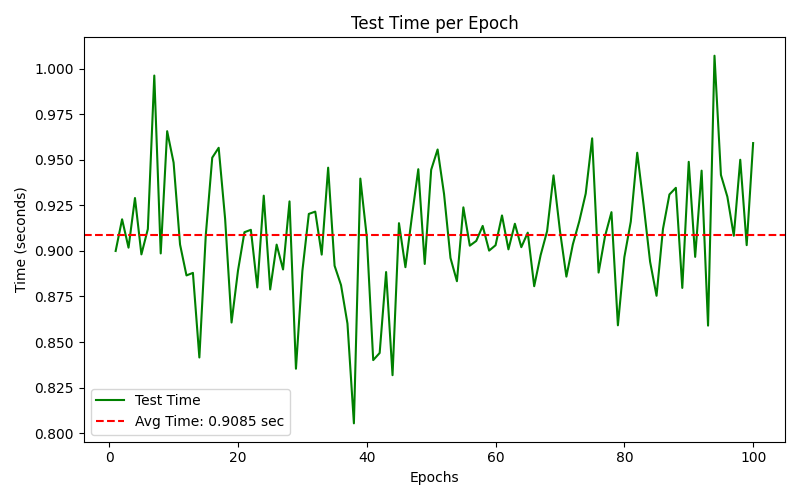 Test Time per Epoch
Time (seconds)
1.000
0.975
0.950
0.925
0.900
0.875
0.850
0.825
0.800
Test Time
Avg Time: 0.9085 sec
0 20 40 60 80 100
Epochs